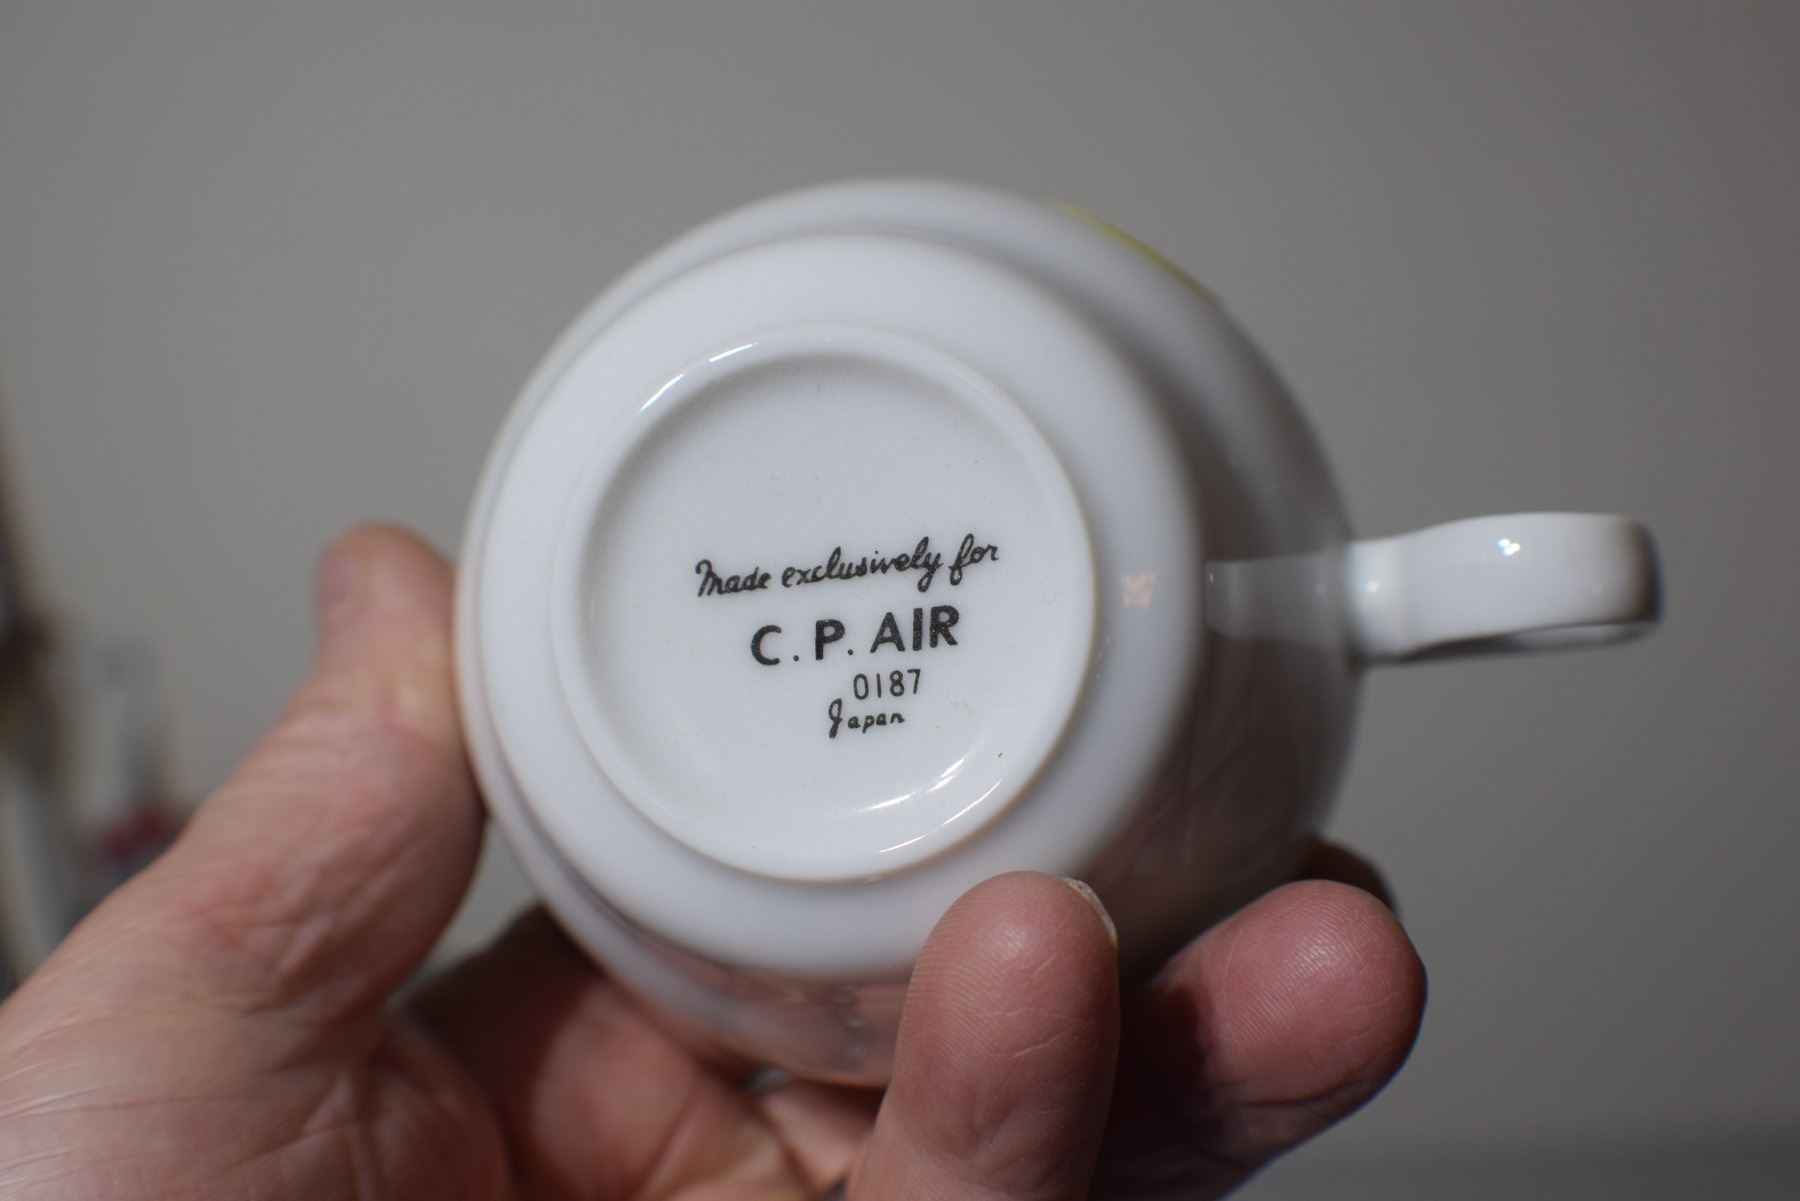 Made exclusively for
C. P. AIR
0187
Japan